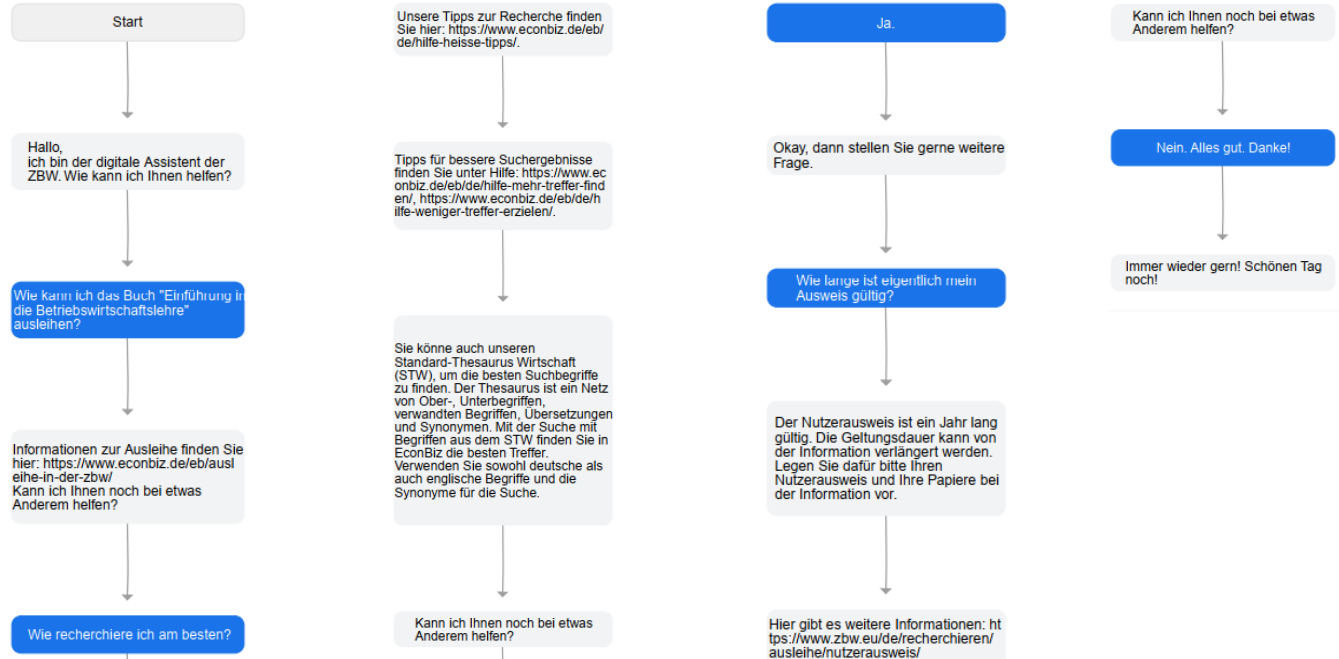 Start
Hallo,
ich bin der digitale Assistent der
ZBW. Wie kann ich Ihnen helfen?
Wie kann ich das Buch "Einführung in
die Betriebswirtschaftslehre"
ausleihen?
Informationen zur Ausleihe finden Sie
hier: https://www.econbiz.de/eb/ausl
eihe-in-der-zbw/
Kann ich Ihnen noch bei etwas
Anderem helfen?
Wie recherchiere ich am besten?
Unsere Tipps zur Recherche finden
Sie hier: https://www.econbiz.de/eb/
de/hilfe-heisse-tipps/.
Tipps für bessere Suchergebnisse
finden Sie unter Hilfe: https://www.ec
onbiz.de/eb/de/hilfe-mehr-treffer-find
en/, https://www.econbiz.de/eb/de/h
ilfe-weniger-treffer-erzielen/.
Sie könne auch unseren
Standard-Thesaurus Wirtschaft
(STW), um die besten Suchbegriffe
zu finden. Der Thesaurus ist ein Netz
von Ober-, Unterbegriffen,
verwandten Begriffen, Übersetzungen
und Synonymen. Mit der Suche mit
Begriffen aus dem STW finden Sie in
EconBiz die besten Treffer.
Verwenden Sie sowohl deutsche als
auch englische Begriffe und die
Synonyme für die Suche.
Kann ich Ihnen noch bei etwas
Anderem helfen?
Ja.
Okay, dann stellen Sie gerne weitere
Frage.
Wie lange ist eigentlich mein
Ausweis gültig?
Der Nutzerausweis ist ein Jahr lang
gültig. Die Geltungsdauer kann von
der Information verlängert werden.
Legen Sie dafür bitte Ihren
Nutzerausweis und Ihre Papiere bei
der Information vor.
Hier gibt es weitere Informationen: ht
tps://www.zbw.eu/de/recherchieren/
ausleihe/nutzerausweis/
Kann ich Ihnen noch bei etwas
Anderem helfen?
Nein. Alles gut. Danke!
Immer wieder gern! Schönen Tag
noch!